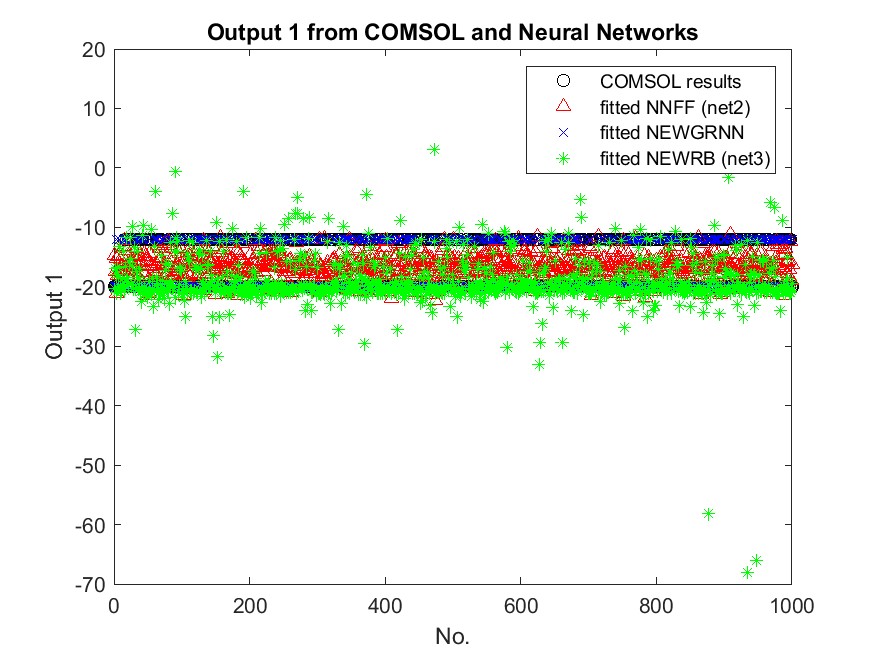 Output 1 from COMSOL and Neural Networks
COMSOL results
fitted NNFF (net2)
fitted NEWGRNN
fitted NEWRB (net3)
20
10
0
-10
-20
-30
-40
-50
-60
-70
Output 1
0
200
400
600
800
1000
No.